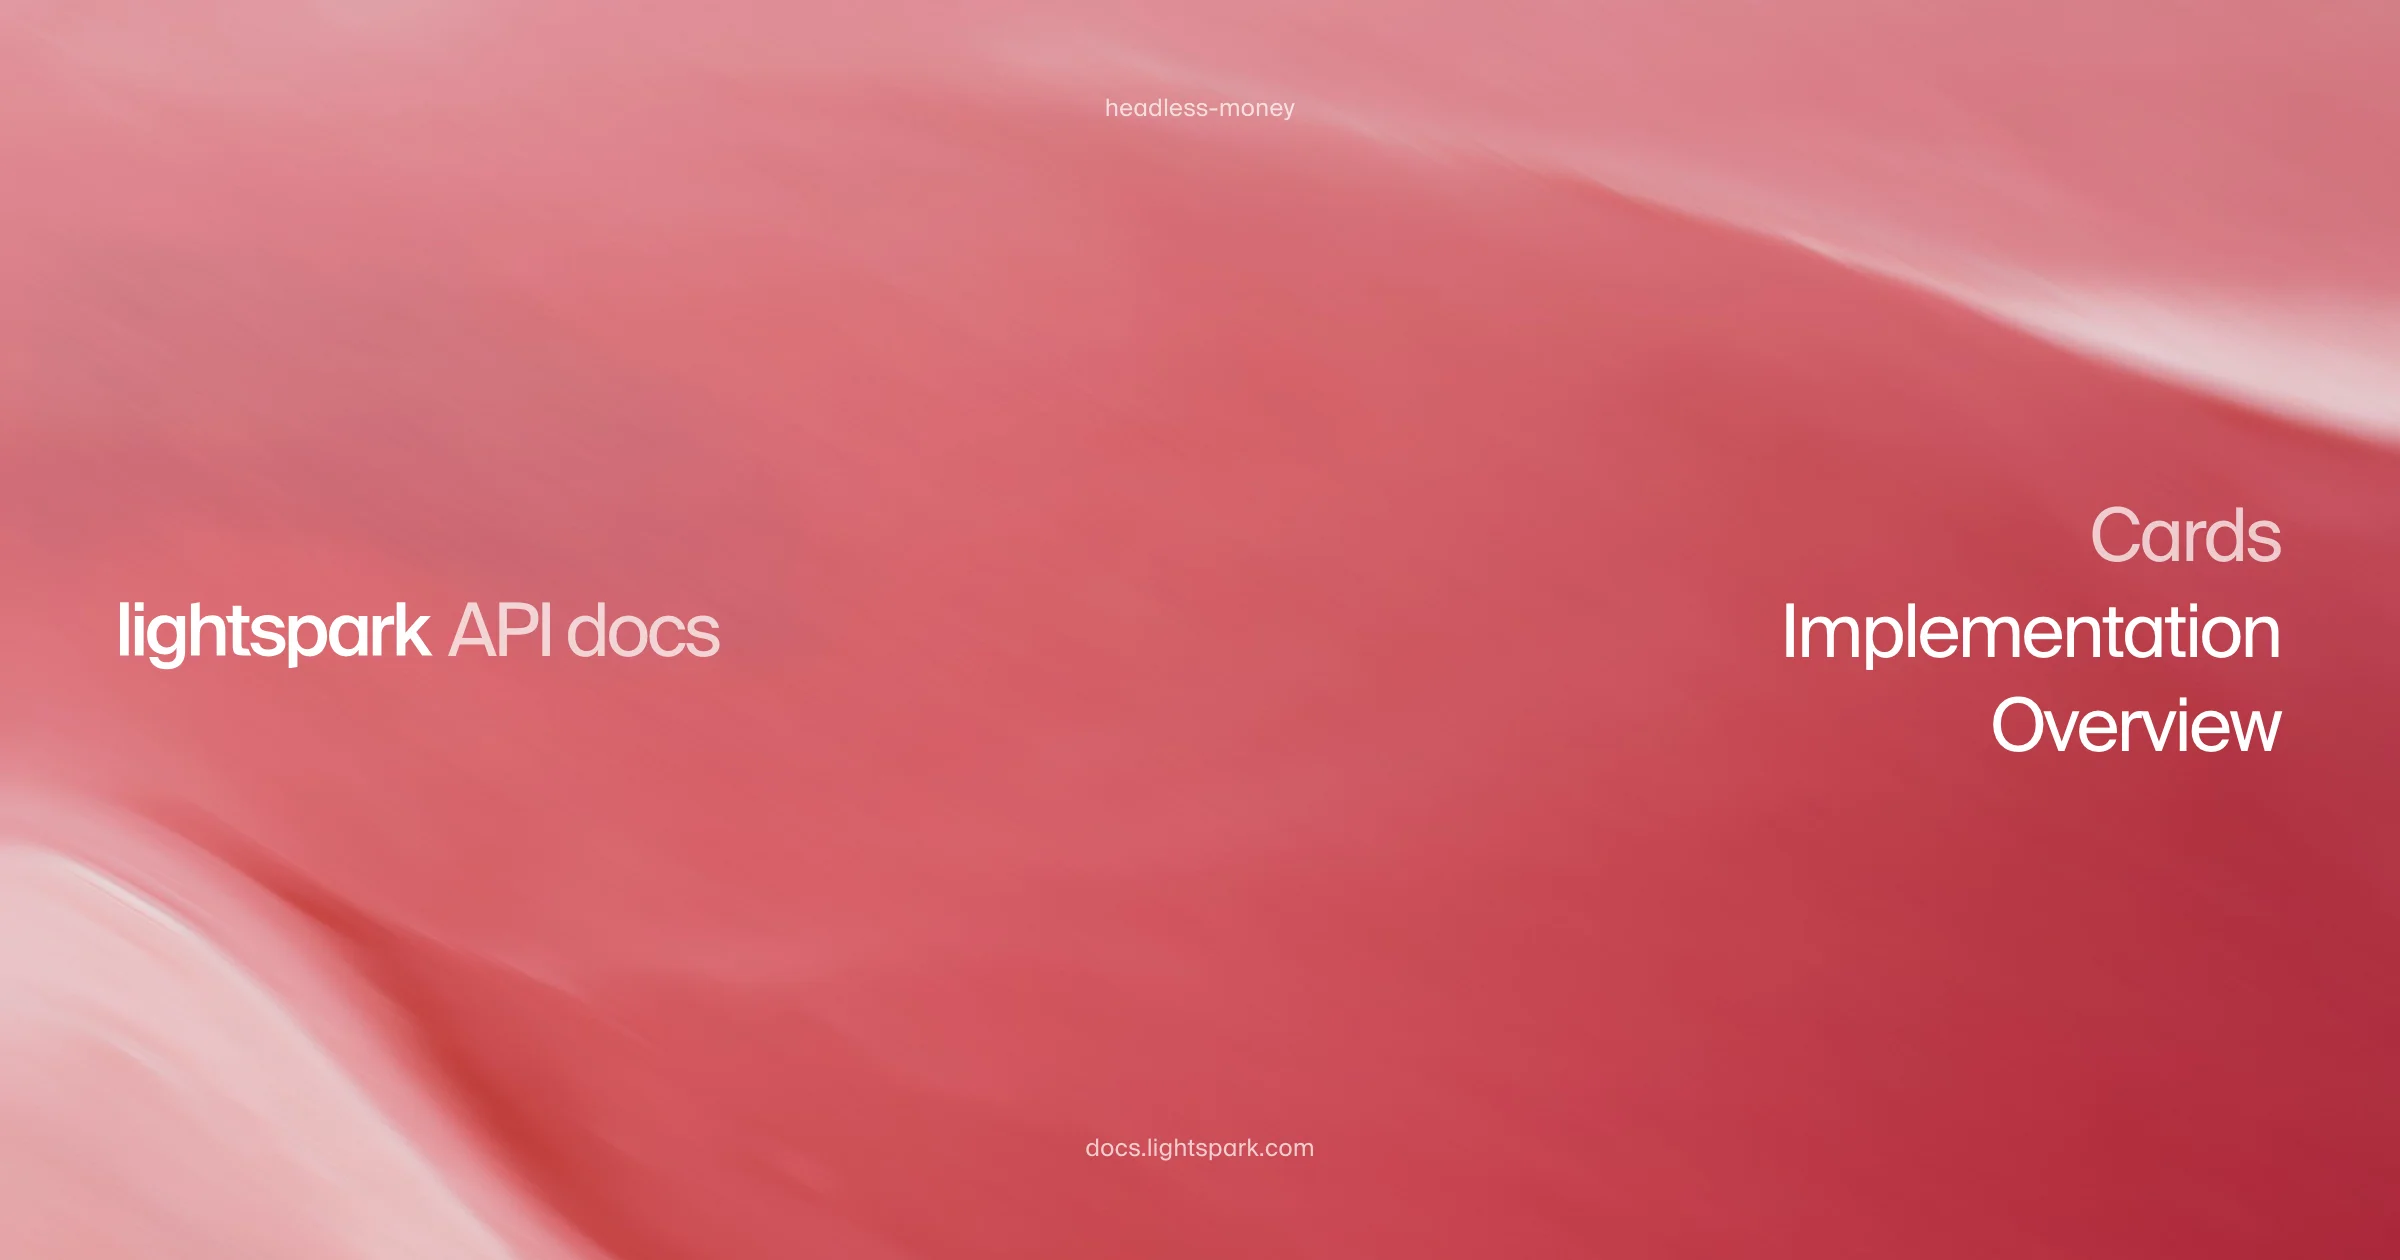 headless-money
lightspark API docs
Cards
Implementation
Overview
docs.lightspark.com